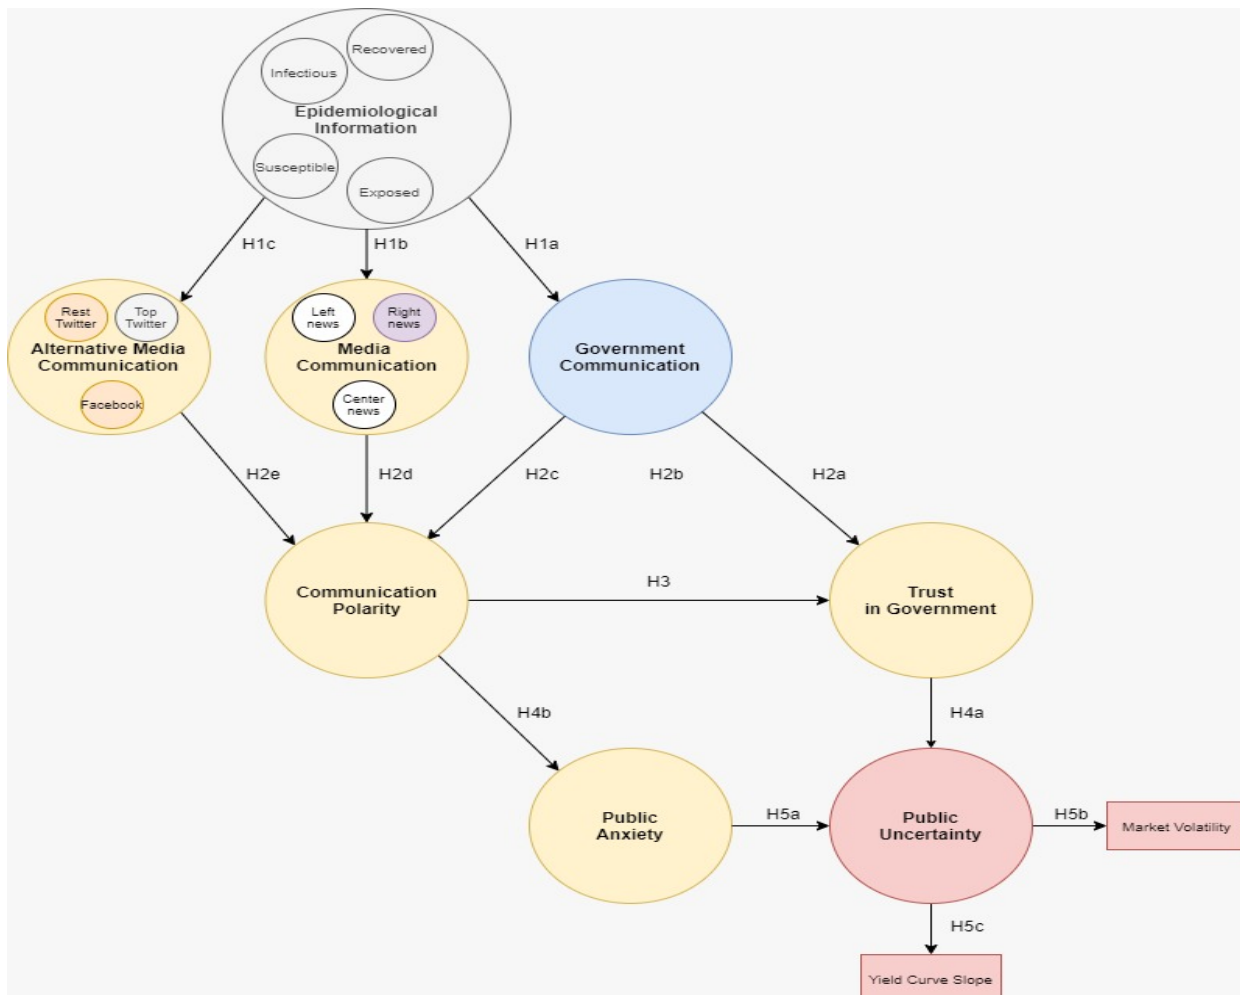 Recovered
Infectious
Epidemiological
Information
Susceptible
Exposed
H1c
H1b
H1a
Rest
Twitter
Top
Twitter
Alternative Media
Communication
Facebook
Left
news
Right
news
Media
Communication
Center
news
Government
Communication
H2e
H2d
H2c
H2b
H2a
Communication
Polarity
H3
Trust
in Government
H4b
H4a
Public
Anxiety
H5a
Public
Uncertainty
H5b
Market Volatility
H5c
Yield Curve Slope